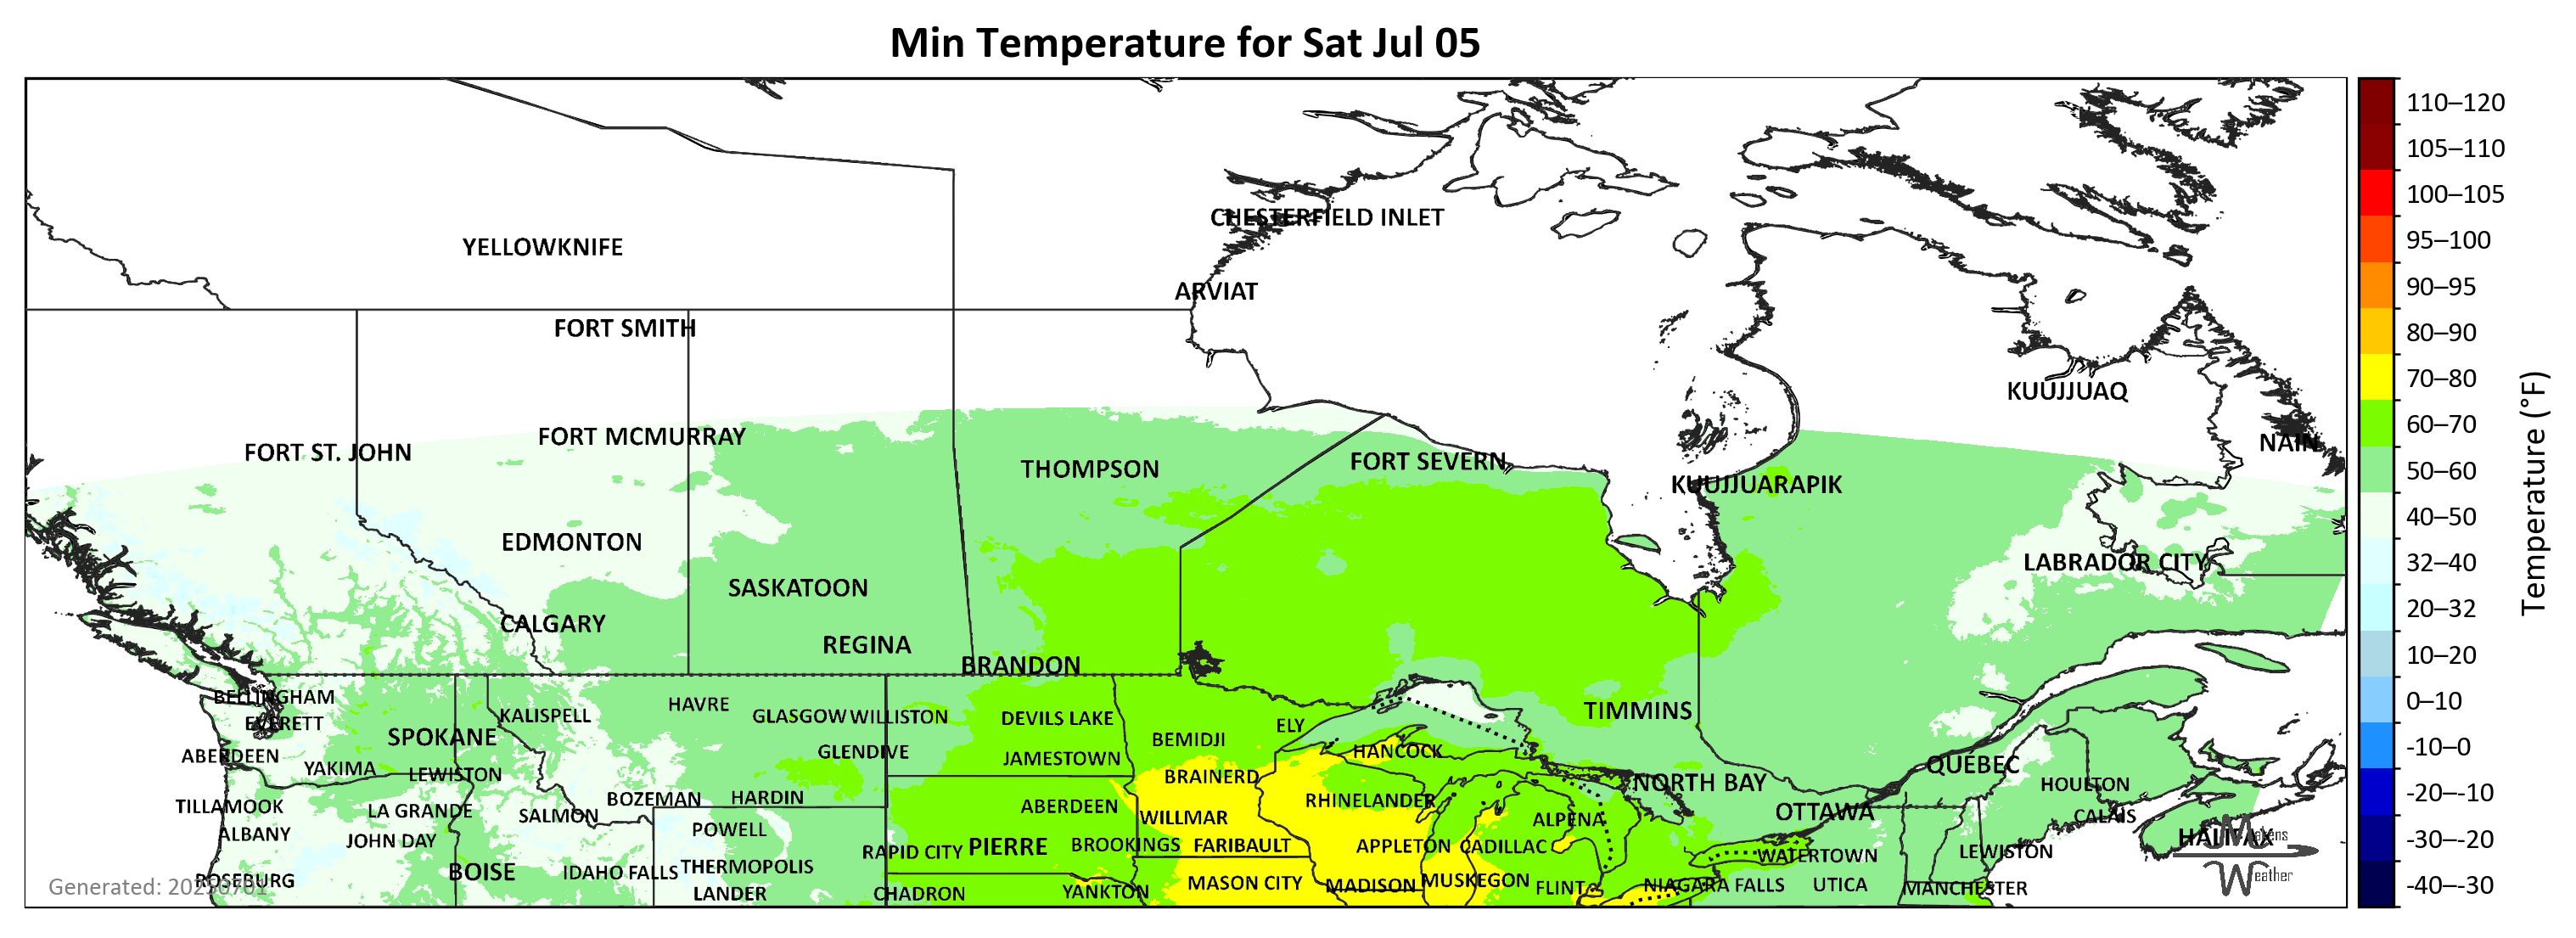 Min Temperature for Sat Jul 05
110–120
105–110
100–105
95–100
90–95
80–90
70–80
60–70
50–60
40–50
32–40
20–32
10–20
0–10
-10–0
-20–-10
-30–-20
-40–-30
Temperature (°F)
CHESTERFIELD INLET
YELLOWKNIFE
ARVIAT
FORT SMITH
KUUJJUAQ
FORT MCMURRAY
NAIN
FORT ST. JOHN
FORT SEVERN
THOMPSON
KUUJJUARAPIK
EDMONTON
LABRADOR CITY
SASKATOON
CALGARY
REGINA
BRANDON
BELLINGHAM
HAVRE
TIMMINS
KALISPELL
GLASGOW WILLISTON
DEVILS LAKE
EVERETT
ELY
SPOKANE
BEMIDJI
ABERDEEN
GLENDIVE
JAMESTOWN
HANCOCK
QUÉBEC
YAKIMA
LEWISTON
BRAINERD
NORTH BAY
HOULTON
BOZEMAN
HARDIN
RHINELANDER
TILLAMOOK
LA GRANDE
SALMON
ABERDEEN
WILLMAR
ALPENA
OTTAWA
CALAIS
ALBANY
JOHN DAY
POWELL
HALIFAX
Makens
Weather
RAPID CITY
PIERRE
BROOKINGS
FARIBAULT
APPLETON
CADILLAC
WATERTOWN
LEWISTON
BOISE
IDAHO FALLS
THERMOPOLIS
ROSEBURG
Generated: 20250701
LANDER
CHADRON
YANKTON
MASON CITY
MADISON
MUSKEGON
FLINT
NIAGARA FALLS
UTICA
MANCHESTER